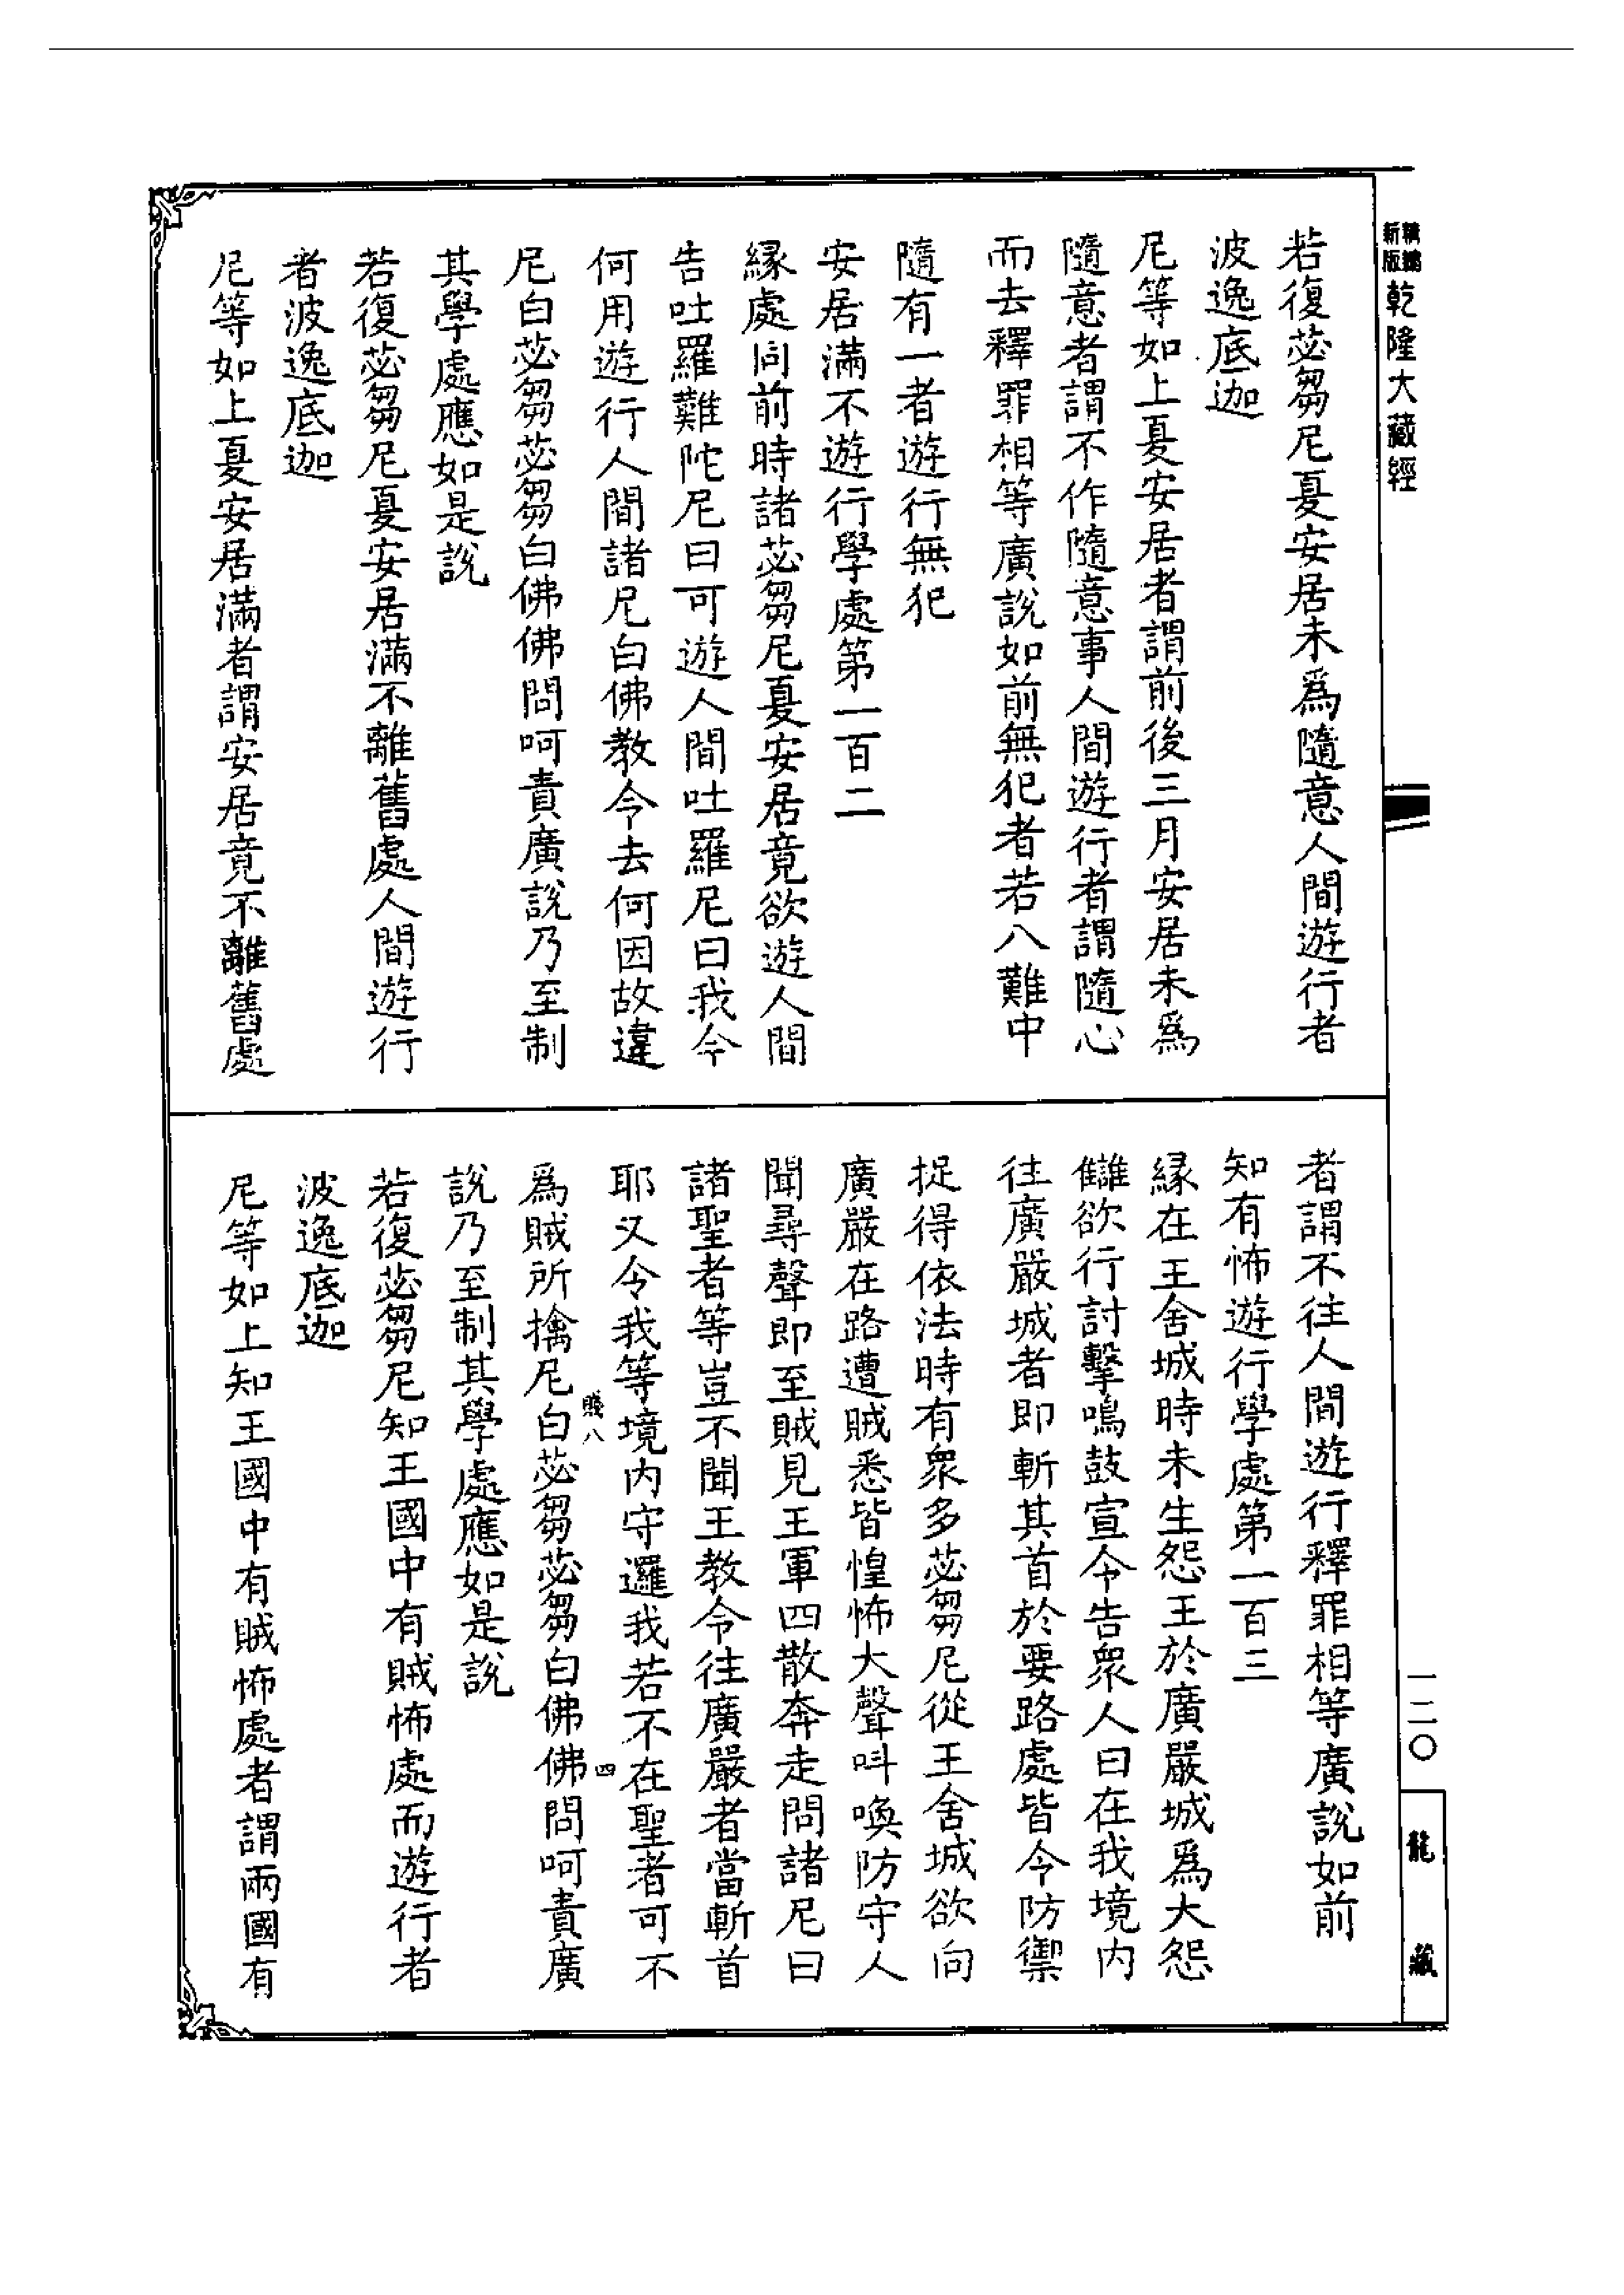 新版
乾隆大藏經
若復苾芻尼夏安居未爲隨意人間遊行者
波逸底迦
尼等如上夏安居者謂前後三月安居未爲
隨意者謂不作隨意事人間遊行者謂隨心
而去釋罪相等廣說如前無犯者若八難中
隨有一者遊行無犯
安居滿不遊行學處第一百二
緣處同前時諸苾芻尼夏安居竟欲遊人間
告吐羅難陀尼曰可遊人間吐羅尼曰我今
何用遊行人間諸尼白佛教令去何因故違
尼白苾芻苾芻白佛佛問呵責廣說乃至制
其學處應如是說
若復苾芻尼夏安居滿不離舊處人間遊行
者波逸底迦
尼等如上夏安居滿者謂安居竟不離舊處
者謂不往人間遊行釋罪相等廣說如前
知有怖遊行學處第一百三
緣在王舍城時未生怨王於廣嚴城爲大怨
讎欲行討擊鳴鼓宣令告衆人曰在我境內
往廣嚴城者即斬其首於要路處皆令防禦
捉得依法時有衆多苾芻尼從王舍城欲向
廣嚴在路遭賊悉皆惶怖大聲叫喚防守人
聞尋聲即至賊見王軍四散奔走問諸尼曰
諸聖者等豈不聞王教令往廣嚴者當斬首
耶又令我等境內守邏我若不在聖者可不
賤八
四
爲賊所擒尼白苾芻苾芻白佛佛問呵責廣
說乃至制其學處應如是說
若復苾芻尼知王國中有賊怖處而遊行者
波逸底迦
尼等如上知王國中有賊怖處者謂兩國有
一二〇
龍藏